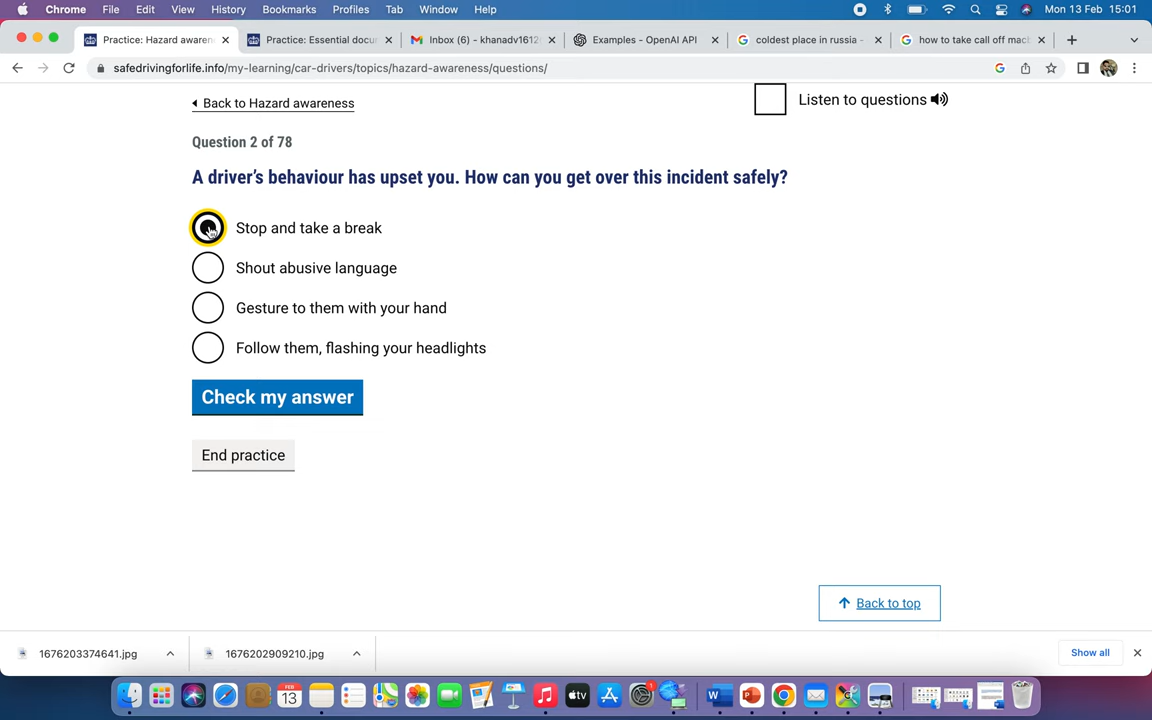 Chrome File Edit View History Bookmarks Profiles Tab Window Help Mon 13 Feb 15:01
Practice: Hazard awaren Practice: Essential docu Inbox (6) - khanadv1612 Examples - OpenAI API coldest place in russia - how to take call off mac
safedrivingforlife.info/my-learning/car-drivers/topics/hazard-awareness/questions/
Back to Hazard awareness
Listen to questions
Question 2 of 78
A driver's behaviour has upset you. How can you get over this incident safely?
Stop and take a break
Shout abusive language
Gesture to them with your hand
Follow them, flashing your headlights
Check my answer
End practice
Back to top
1676203374641.jpg 1676202909210.jpg Show all
FEB
13
tv
1
W
P